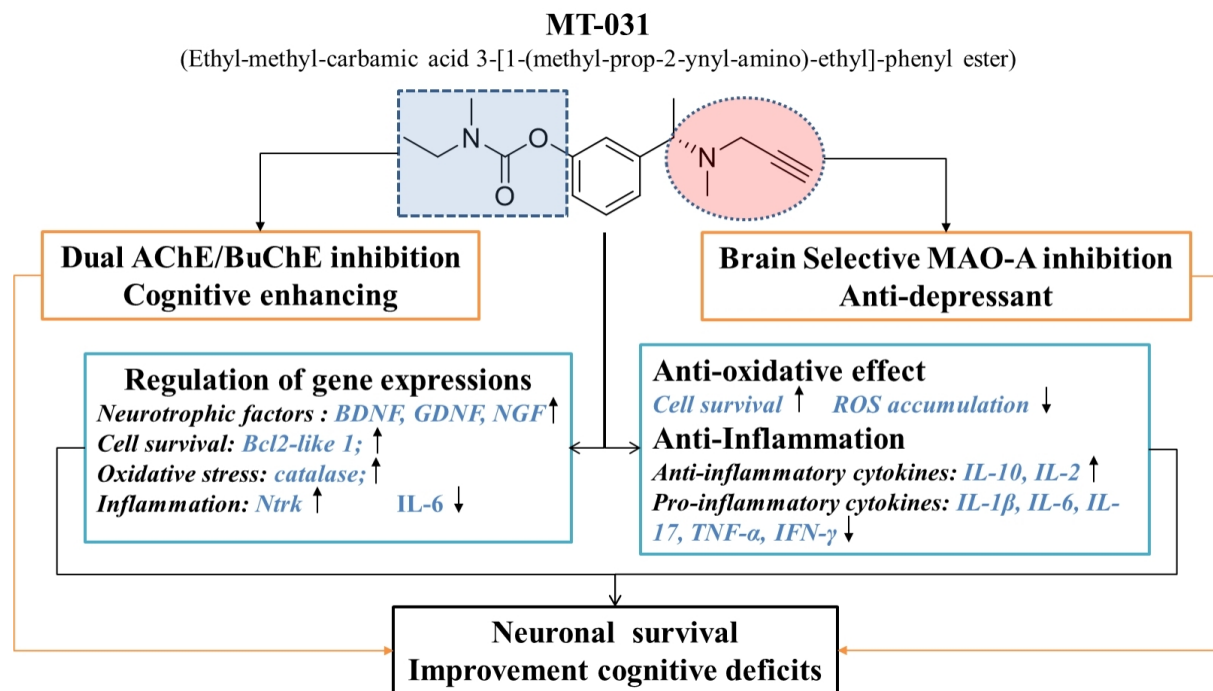 MT-031
(Ethyl-methyl-carbamic acid 3-[1-(methyl-prop-2-ynyl-amino)-ethyl]-phenyl ester)
N
O
O
N
Dual AChE/BuChE inhibition
Cognitive enhancing
Brain Selective MAO-A inhibition
Anti-depressant
Regulation of gene expressions
Neurotrophic factors : BDNF, GDNF, NGF↑
Cell survival: Bcl2-like 1; ↑
Oxidative stress: catalase; ↑
Inflammation: Ntrk ↑ IL-6 ↓
Anti-oxidative effect
Cell survival ↑ ROS accumulation ↓
Anti-Inflammation
Anti-inflammatory cytokines: IL-10, IL-2 ↑
Pro-inflammatory cytokines: IL-1β, IL-6, IL-
17, TNF-α, IFN-γ ↓
Neuronal survival
Improvement cognitive deficits